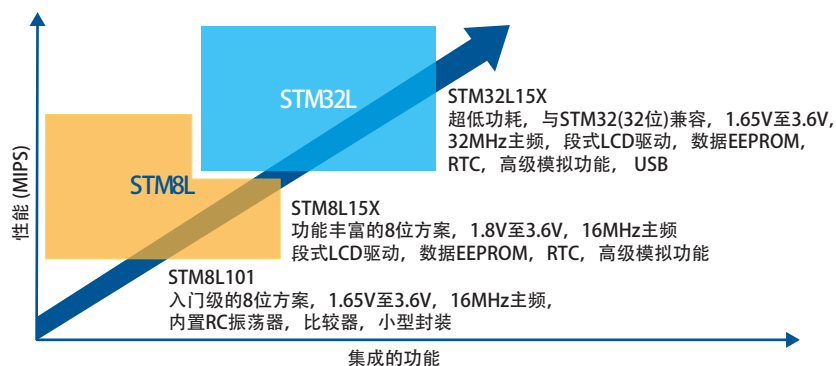 性能 (MIPS)
STM32L
STM8L
STM32L15X
超低功耗，与STM32(32位)兼容，1.65V至3.6V,
32MHz主频，段式LCD驱动，数据EEPROM,
RTC，高级模拟功能， USB
STM8L15X
功能丰富的8位方案，1.8V至3.6V，16MHz主频
段式LCD驱动，数据EEPROM，RTC，高级模拟功能
STM8L101
入门级的8位方案，1.65V至3.6V，16MHz主频，
内置RC振荡器，比较器，小型封装
集成的功能